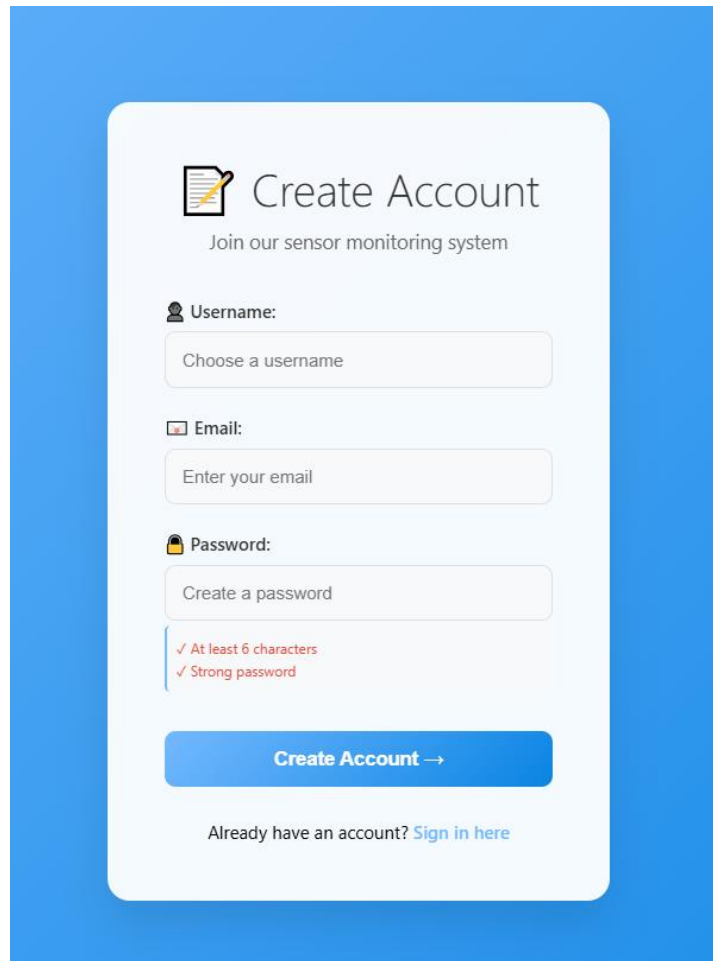 Create Account
Join our sensor monitoring system
Username:
Choose a username
Email:
Enter your email
Password:
Create a password
✓ At least 6 characters
✓ Strong password
Create Account →
Already have an account? Sign in here